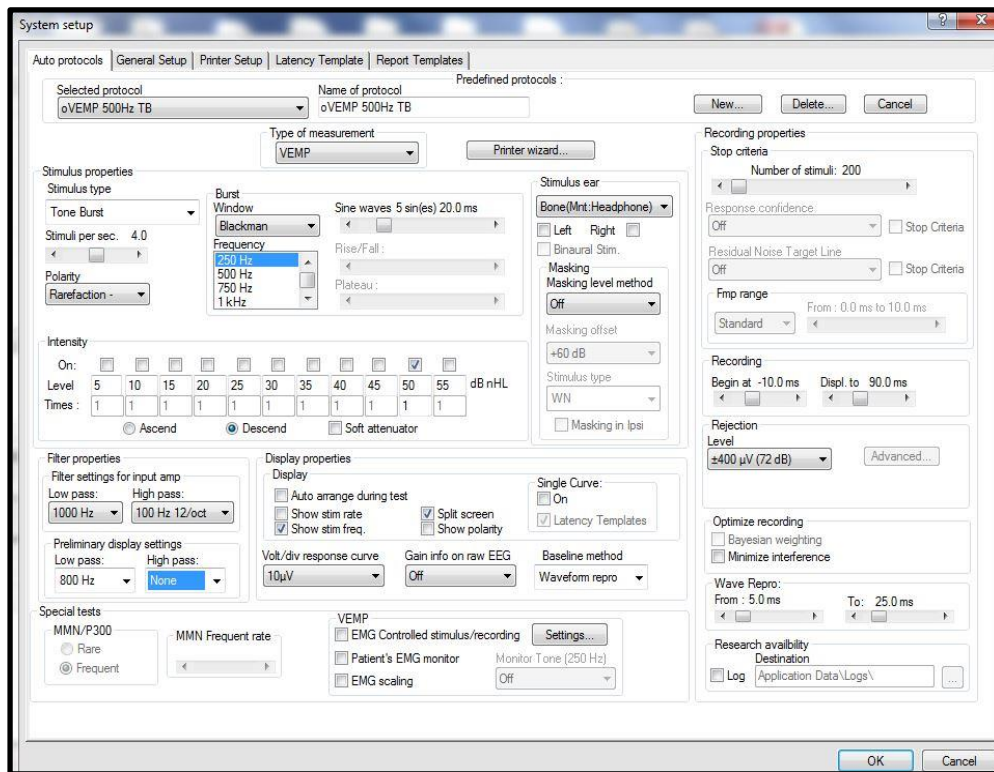 System setup
Auto protocols General Setup Printer Setup Latency Template Report Templates
Predefined protocols :
Selected protocol Name of protocol
oVEMP 500Hz TB oVEMP 500Hz TB New... Delete... Cancel
Type of measurement
VEMP Printer wizard...
Stimulus properties
Stimulus type
Tone Burst
Stimuli per sec. 4.0
Polarity
Rarefaction -
Burst
Window
Blackman
Frequency
250 Hz
500 Hz
750 Hz
1 kHz
Sine waves 5 sin(es) 20.0 ms
Rise/Fall :
Plateau :
Stimulus ear
Bone(Mnt:Headphone)
Left Right
Binaural Stim.
Masking
Masking level method
Off
Masking offset
+60 dB
Stimulus type
WN
Masking in Ipsi
Intensity
On:
Level 5 10 15 20 25 30 35 40 45 50 55 dB nHL
Times : 1 1 1 1 1 1 1 1 1 1 1
Ascend Descend Soft attenuator
Filter properties
Filter settings for input amp
Low pass: High pass:
1000 Hz 100 Hz 12/oct
Preliminary display settings
Low pass: High pass:
800 Hz None
Display properties
Display
Auto arrange during test
Show stim rate Split screen
Show stim freq. Show polarity
Single Curve:
On
Latency Templates
Volt/div response curve Gain info on raw EEG Baseline method
10µV Off Waveform repro
Special tests
MMN/P300
Rare
Frequent
MMN Frequent rate
VEMP
EMG Controlled stimulus/recording Settings...
Patient's EMG monitor Monitor Tone (250 Hz)
EMG scaling Off
Recording properties
Stop criteria
Number of stimuli: 200
Response confidence
Off Stop Criteria
Residual Noise Target Line
Off Stop Criteria
Fmp range
Standard From : 0.0 ms to 10.0 ms
Recording
Begin at -10.0 ms Displ. to 90.0 ms
Rejection
Level
±400 µV (72 dB) Advanced...
Optimize recording
Bayesian weighting
Minimize interference
Wave Repro:
From : 5.0 ms To: 25.0 ms
Research availbility
Destination
Log Application Data\Logs\ ...
OK Cancel